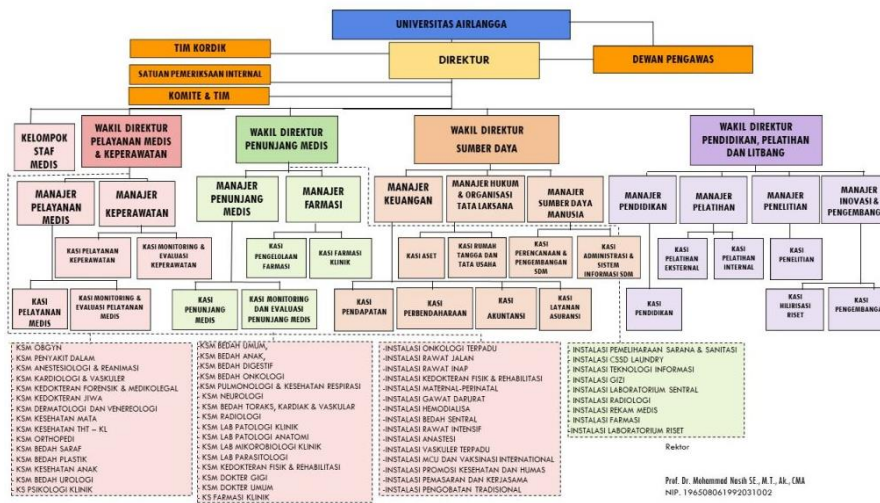 UNIVERSITAS AIRLANGGA
TIM KORDIK
DIREKTUR
DEWAN PENGAWAS
SATUAN PEMERIKSAAN INTERNAL
KOMITE & TIM
KELOMPOK
STAF
MEDIS
WAKIL DIREKTUR
PELAYANAN MEDIS
& KEPERAWATAN
WAKIL DIREKTUR
PENUNJANG MEDIS
WAKIL DIREKTUR
SUMBER DAYA
WAKIL DIREKTUR
PENDIDIKAN, PELATIHAN
DAN LITBANG
MANAJER
PELAYANAN
MEDIS
MANAJER
KEPERAWATAN
MANAJER
PENUNJANG
MEDIS
MANAJER
FARMASI
MANAJER
KEUANGAN
MANAJER HUKUM
& ORGANISASI
TATA LAKSANA
MANAJER
SUMBER DAYA
MANUSIA
MANAJER
PENDIDIKAN
MANAJER
PELATIHAN
MANAJER
PENELITIAN
MANAJER
INOVASI &
PENGEMBANG
KASI PELAYANAN
KEPERAWATAN
KASI MONITORING &
EVALUASI
KEPERAWATAN
KASI
PENGELOLAAN
FARMASI
KASI FARMASI
KLINIK
KASI ASET
KASI RUMAH
TANGGA DAN
TATA USAHA
KASI
PERENCANAAN &
PENGEMBANGAN
SDM
KASI
ADMINISTRASI &
SISTEM
INFORMASI SDM
KASI
PELATIHAN
EKSTERNAL
KASI
PELATIHAN
INTERNAL
KASI
PENELITIAN
KASI
PELAYANAN
MEDIS
KASI MONITORING &
EVALUASI PELAYANAN
MEDIS
KASI
PENUNJANG
MEDIS
KASI MONITORING
DAN EVALUASI
PENUNJANG MEDIS
KASI
PENDAPATAN
KASI
PERBENDAHARAAN
KASI
AKUNTANSI
KASI
LAYANAN
ASURANSI
KASI
PENDIDIKAN
KASI
HILIRISASI
RISET
KASI
PENGEMBANGA
- KSM OBGYN
- KSM PENYAKIT DALAM
- KSM ANESTESIOLOGI & REANIMASI
- KSM KARDIOLOGI & VASKULER
- KSM KEDOKTERAN FORENSIK & MEDIKOLEGAL
- KSM KEDOKTERAN JIWA
- KSM DERMATOLOGI DAN VENEREOLOGI
- KSM KESEHATAN MATA
- KSM KESEHATAN THT – KL
- KSM ORTHOPEDI
- KSM BEDAH SARAF
- KSM BEDAH PLASTIK
- KSM KESEHATAN ANAK
- KSM BEDAH UROLOGI
- KS PSIKOLOGI KLINIK
-KSM BEDAH UMUM,
- KSM BEDAH ANAK,
- KSM BEDAH DIGESTIF
- KSM BEDAH ONKOLOGI
- KSM PULMONOLOGI & KESEHATAN RESPIRASI
- KSM NEUROLOGI
- KSM BEDAH TORAKS, KARDIAK & VASKULAR
- KSM RADIOLOGI
- KSM LAB PATOLOGI KLINIK
- KSM LAB PATOLOGI ANATOMI
- KSM LAB MIKROBIOLOGI KLINIK
- KSM LAB PARASITOLOGI
- KSM KEDOKTERAN FISIK & REHABILITASI
- KSM DOKTER GIGI
- KSM DOKTER UMUM
- KS FARMASI KLINIK
-INSTALASI ONKOLOGI TERPADU
-INSTALASI RAWAT JALAN
-INSTALASI RAWAT INAP
-INSTALASI KEDOKTERAN FISIK & REHABILITASI
-INSTALASI MATERNAL-PERINATAL
-INSTALASI GAWAT DARURAT
-INSTALASI HEMODIALISA
-INSTALASI BEDAH SENTRAL
-INSTALASI RAWAT INTENSIF
-INSTALASI ANASTESI
-INSTALASI VASKULER TERPADU
-INSTALASI MCU DAN VAKSINASI INTERNATIONAL
-INSTALASI PROMOSI KESEHATAN DAN HUMAS
-INSTALASI PEMASARAN DAN KERJASAMA
-INSTALASI PENGOBATAN TRADISIONAL
- INSTALASI PEMELIHARAAN SARANA & SANITASI
- INSTALASI CSSD LAUNDRY
- INSTALASI TEKNOLOGI INFORMASI
-INSTALASI GIZI
-INSTALASI LABORATORIUM SENTRAL
-INSTALASI RADIOLOGI
-INSTALASI REKAM MEDIS
-INSTALASI FARMASI
-INSTALASI LABORATORIUM RISET
Rektor
Prof. Dr. Mohammad Nasih SE., M.T., Ak., CMA
NIP. 196508061992031002